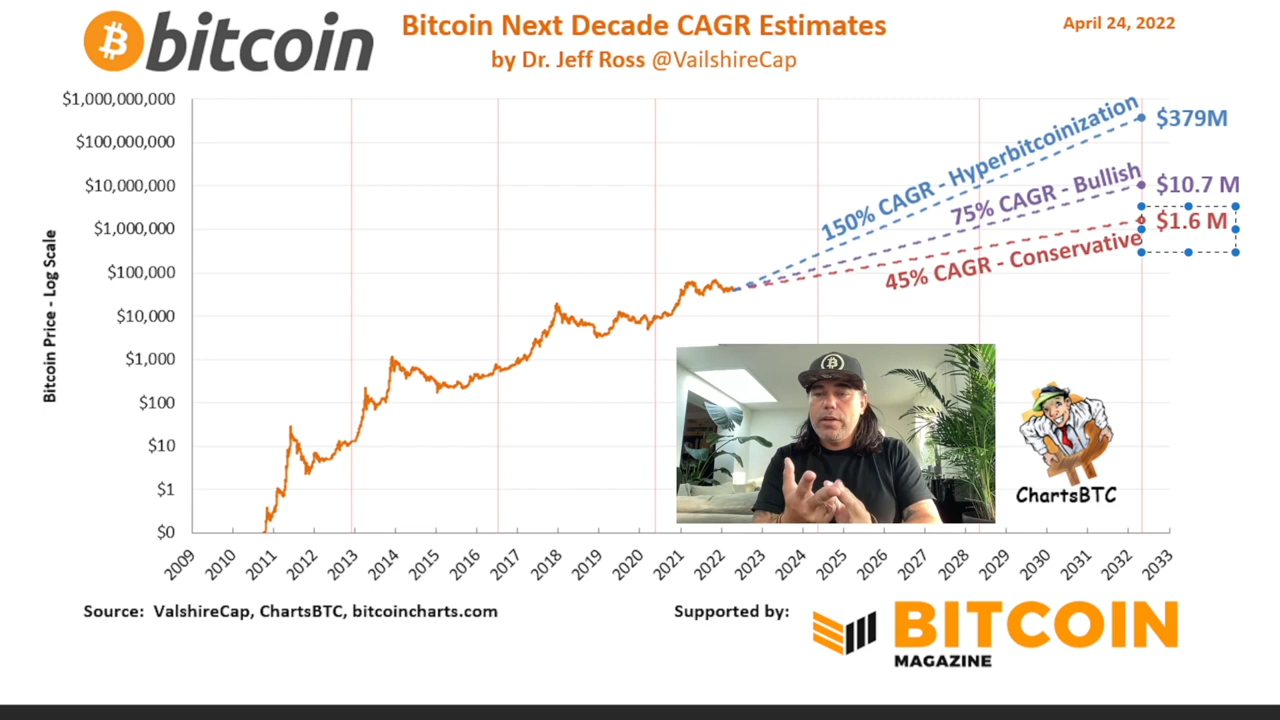 bitcoin
Bitcoin Next Decade CAGR Estimates
by Dr. Jeff Ross @VailshireCap
April 24, 2022
Bitcoin Price - Log Scale
$1,000,000,000
$100,000,000
$10,000,000
$1,000,000
$100,000
$10,000
$1,000
$100
$10
$1
$0
150% CAGR - Hyperbitcoinization
$379M
75% CAGR - Bullish
$10.7 M
45% CAGR - Conservative
$1.6 M
ChartsBTC
2009 2010 2011 2012 2013 2014 2015 2016 2017 2018 2019 2020 2021 2022 2023 2024 2025 2026 2027 2028 2029 2030 2031 2032 2033
Source: ValshireCap, ChartsBTC, bitcoincharts.com
Supported by:
BITCOIN
MAGAZINE